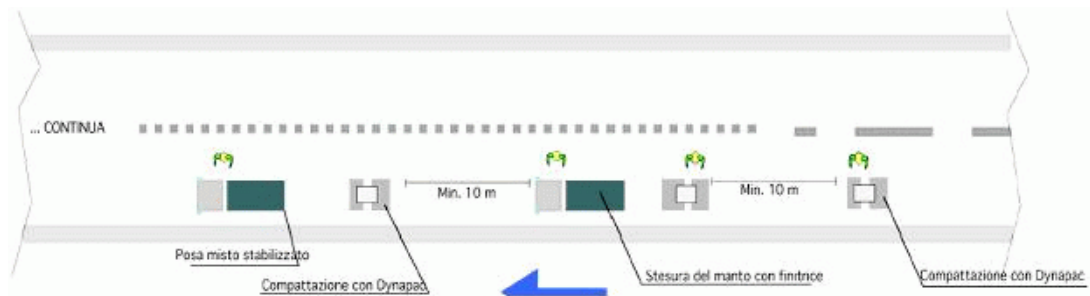 ... CONTINUA
Min. 10 m
Min. 10 m
Posa misto stabilizzato
Compattazione con Dynapac
Stesura del manto con finitrice
Compattazione con Dynapac